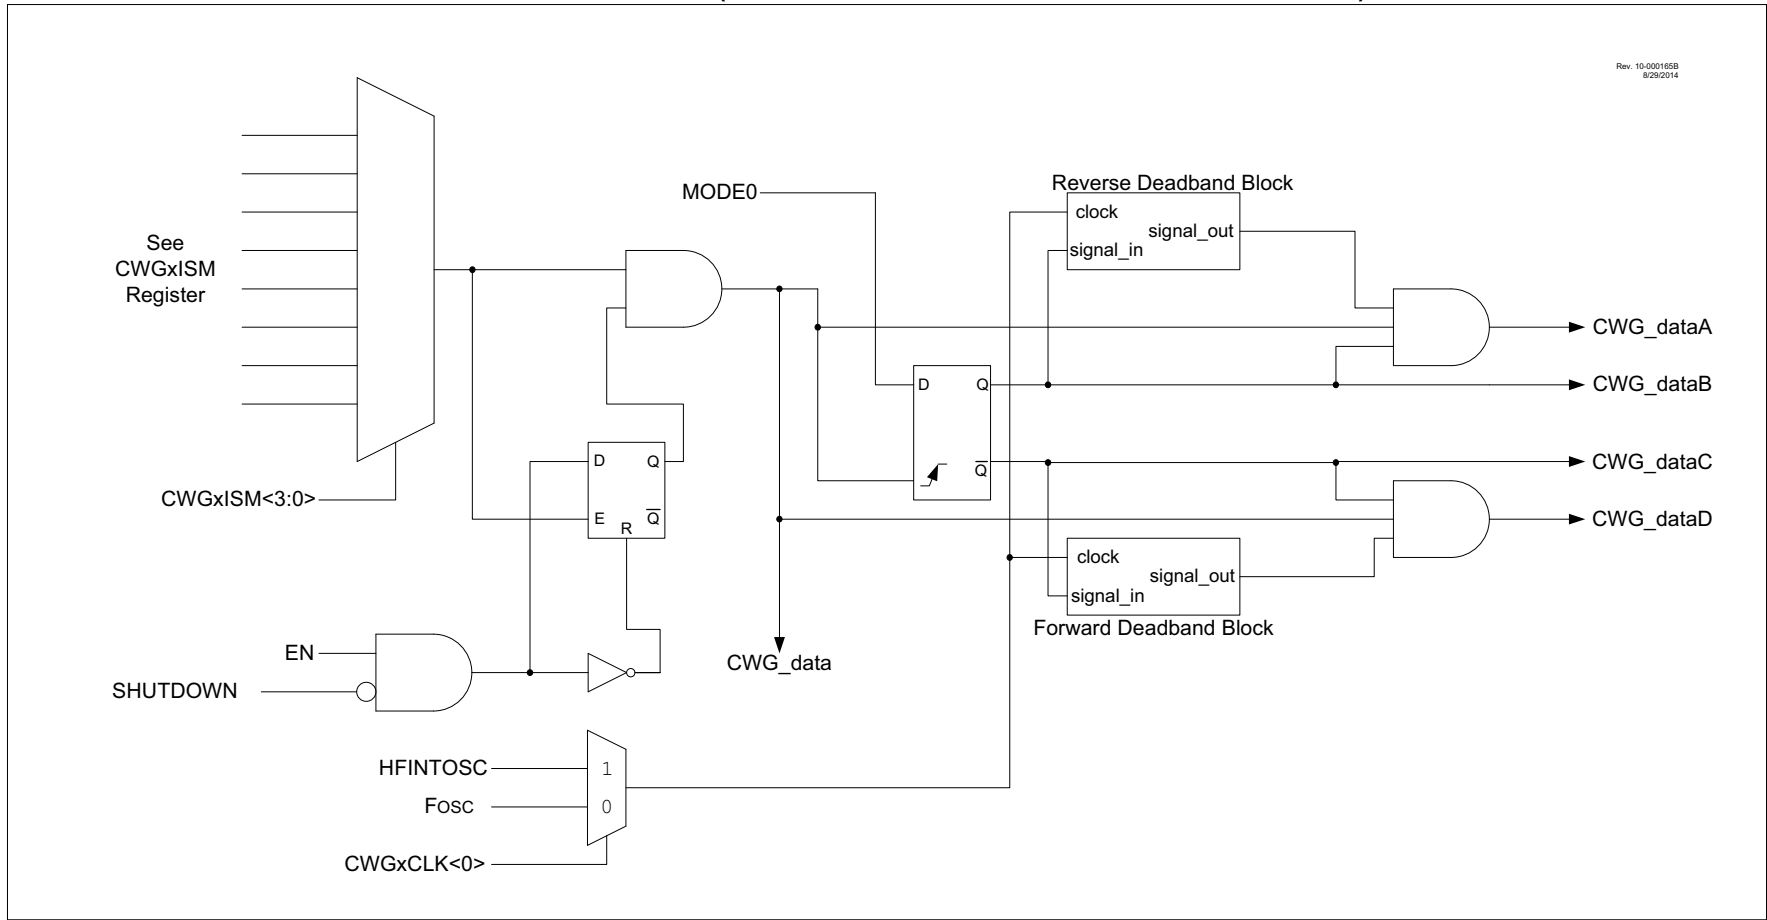 Rev. 10-000165B
8/29/2014
See
CWGxISM
Register
CWGxISM<3:0>
MODE0
Reverse Deadband Block
clock
signal_in
signal_out
D
Q
Q
CWG_dataA
CWG_dataB
CWG_dataC
CWG_dataD
D
Q
E
Q
R
clock
signal_in
signal_out
Forward Deadband Block
CWG_data
EN
SHUTDOWN
HFINTOSC
1
FOSC
0
CWGxCLK<0>